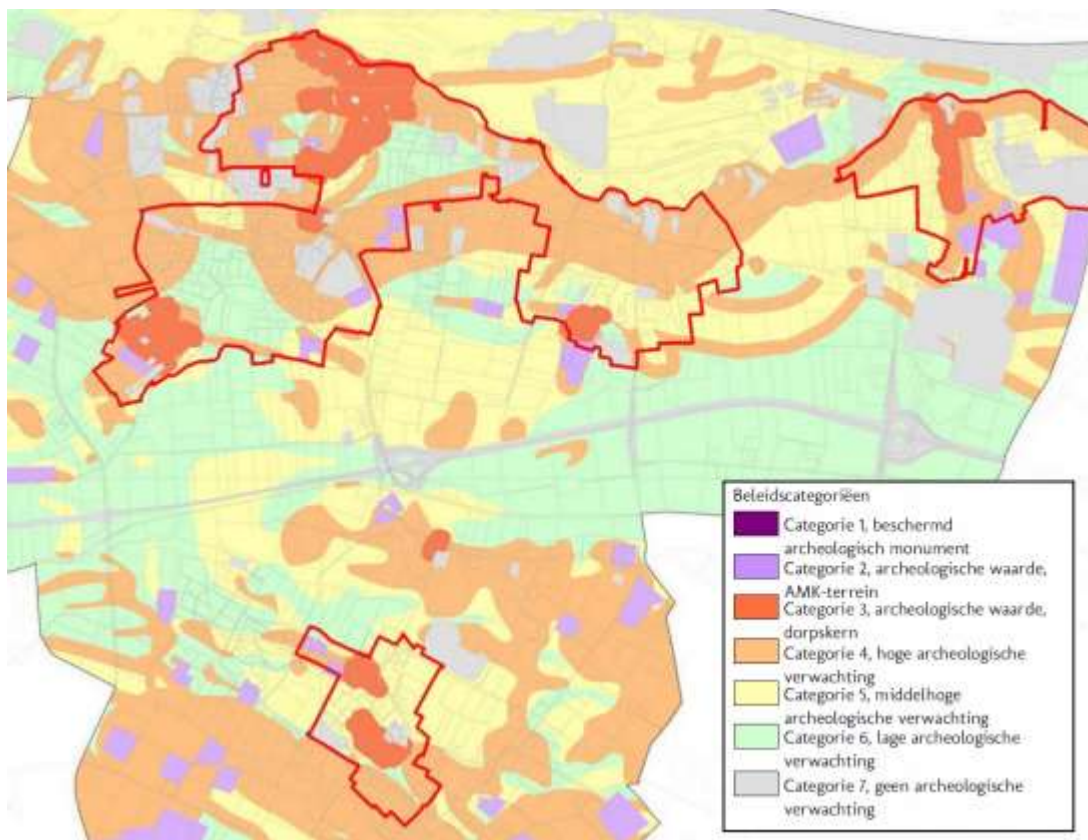 Beleidscategorieën
Categorie 1, beschermd
archeologisch monument
Categorie 2, archeologische waarde,
AMK-terrein
Categorie 3, archeologische waarde,
dorpskern
Categorie 4, hoge archeologische
verwachting
Categorie 5, middelhoge
archeologische verwachting
Categorie 6, lage archeologische
verwachting
Categorie 7, geen archeologische
verwachting